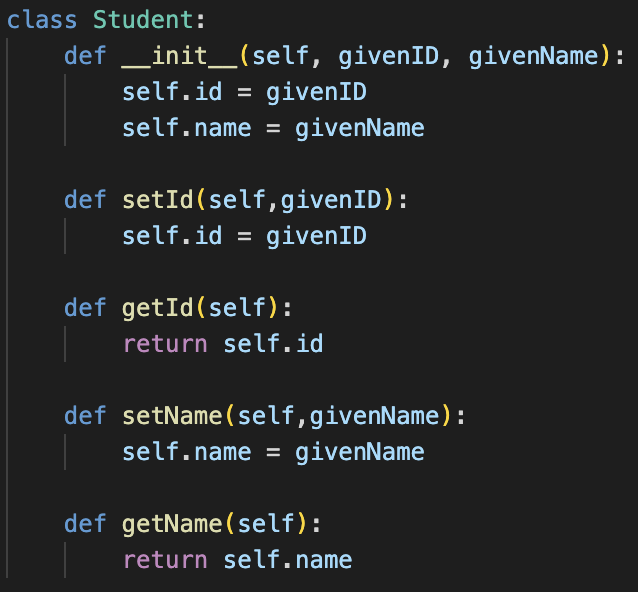 class Student:
    def __init__(self, givenID, givenName):
        self.id = givenID
        self.name = givenName

    def setId(self,givenID):
        self.id = givenID

    def getId(self):
        return self.id

    def setName(self,givenName):
        self.name = givenName

    def getName(self):
        return self.name